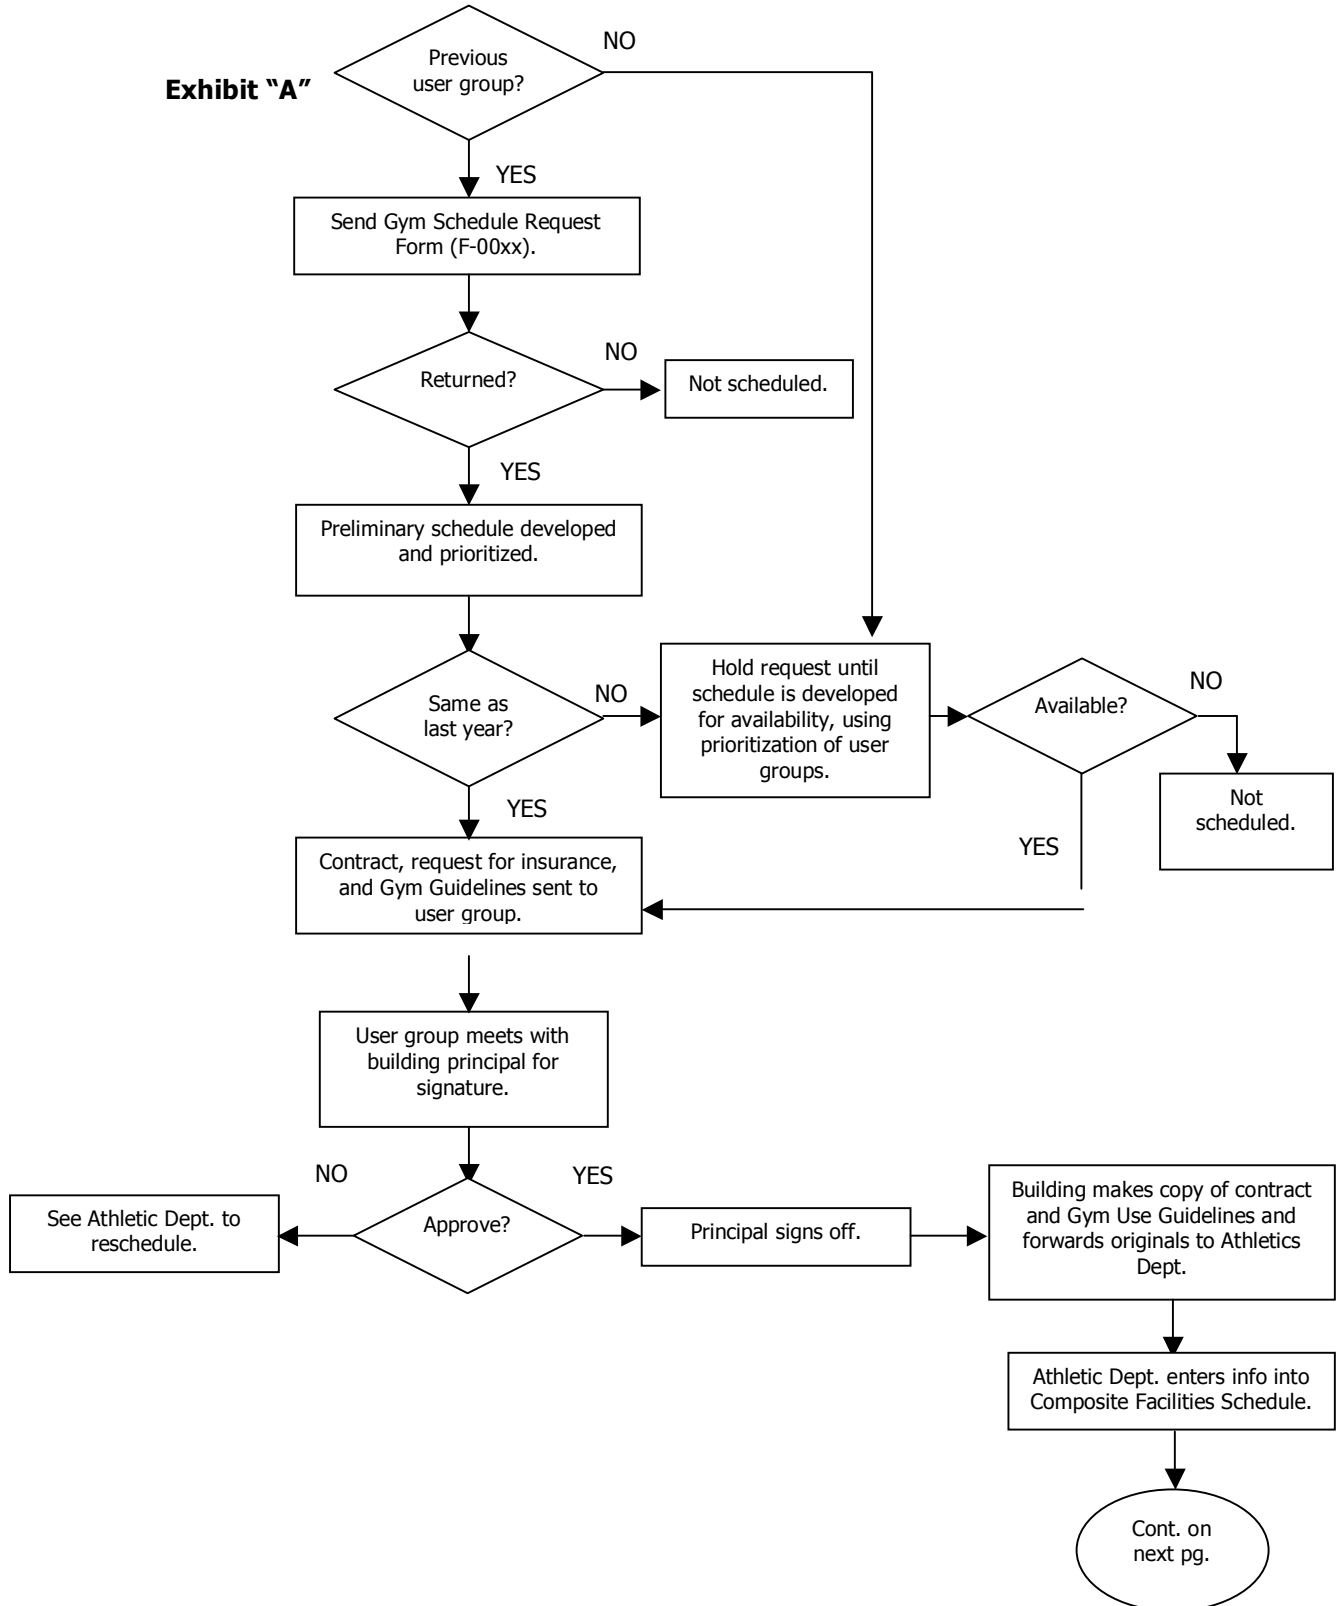 NO
Previous
user group?
Exhibit “A”
YES
Send Gym Schedule Request
Form (F-00xx).
Returned?
NO
Not scheduled.
YES
Preliminary schedule developed
and prioritized.
Same as
last year?
NO
Hold request until
schedule is developed
for availability, using
prioritization of user
groups.
Available?
NO
Not
scheduled.
YES
YES
Contract, request for insurance,
and Gym Guidelines sent to
user group.
User group meets with
building principal for
signature.
NO
YES
See Athletic Dept. to
reschedule.
Approve?
Principal signs off.
Building makes copy of contract
and Gym Use Guidelines and
forwards originals to Athletics
Dept.
Athletic Dept. enters info into
Composite Facilities Schedule.
Cont. on
next pg.